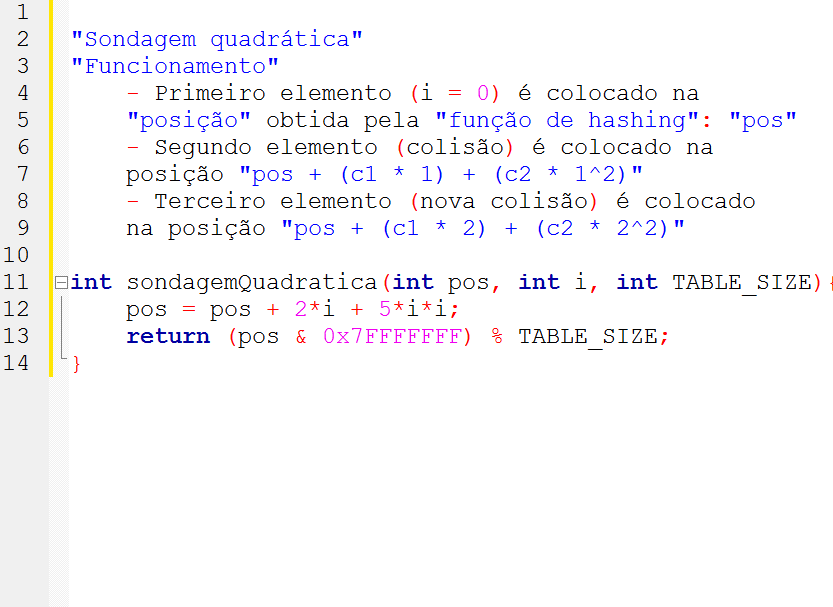 1
2 "Sondagem quadrática"
3 "Funcionamento"
4 - Primeiro elemento (i = 0) é colocado na
5 "posição" obtida pela "função de hashing": "pos"
6 - Segundo elemento (colisão) é colocado na
7 posição "pos + (c1 * 1) + (c2 * 1^2)"
8 - Terceiro elemento (nova colisão) é colocado
9 na posição "pos + (c1 * 2) + (c2 * 2^2)"
10
11 int sondagemQuadratica(int pos, int i, int TABLE_SIZE){
12 pos = pos + 2*i + 5*i*i;
13 return (pos & 0x7FFFFFFF) % TABLE_SIZE;
14 }